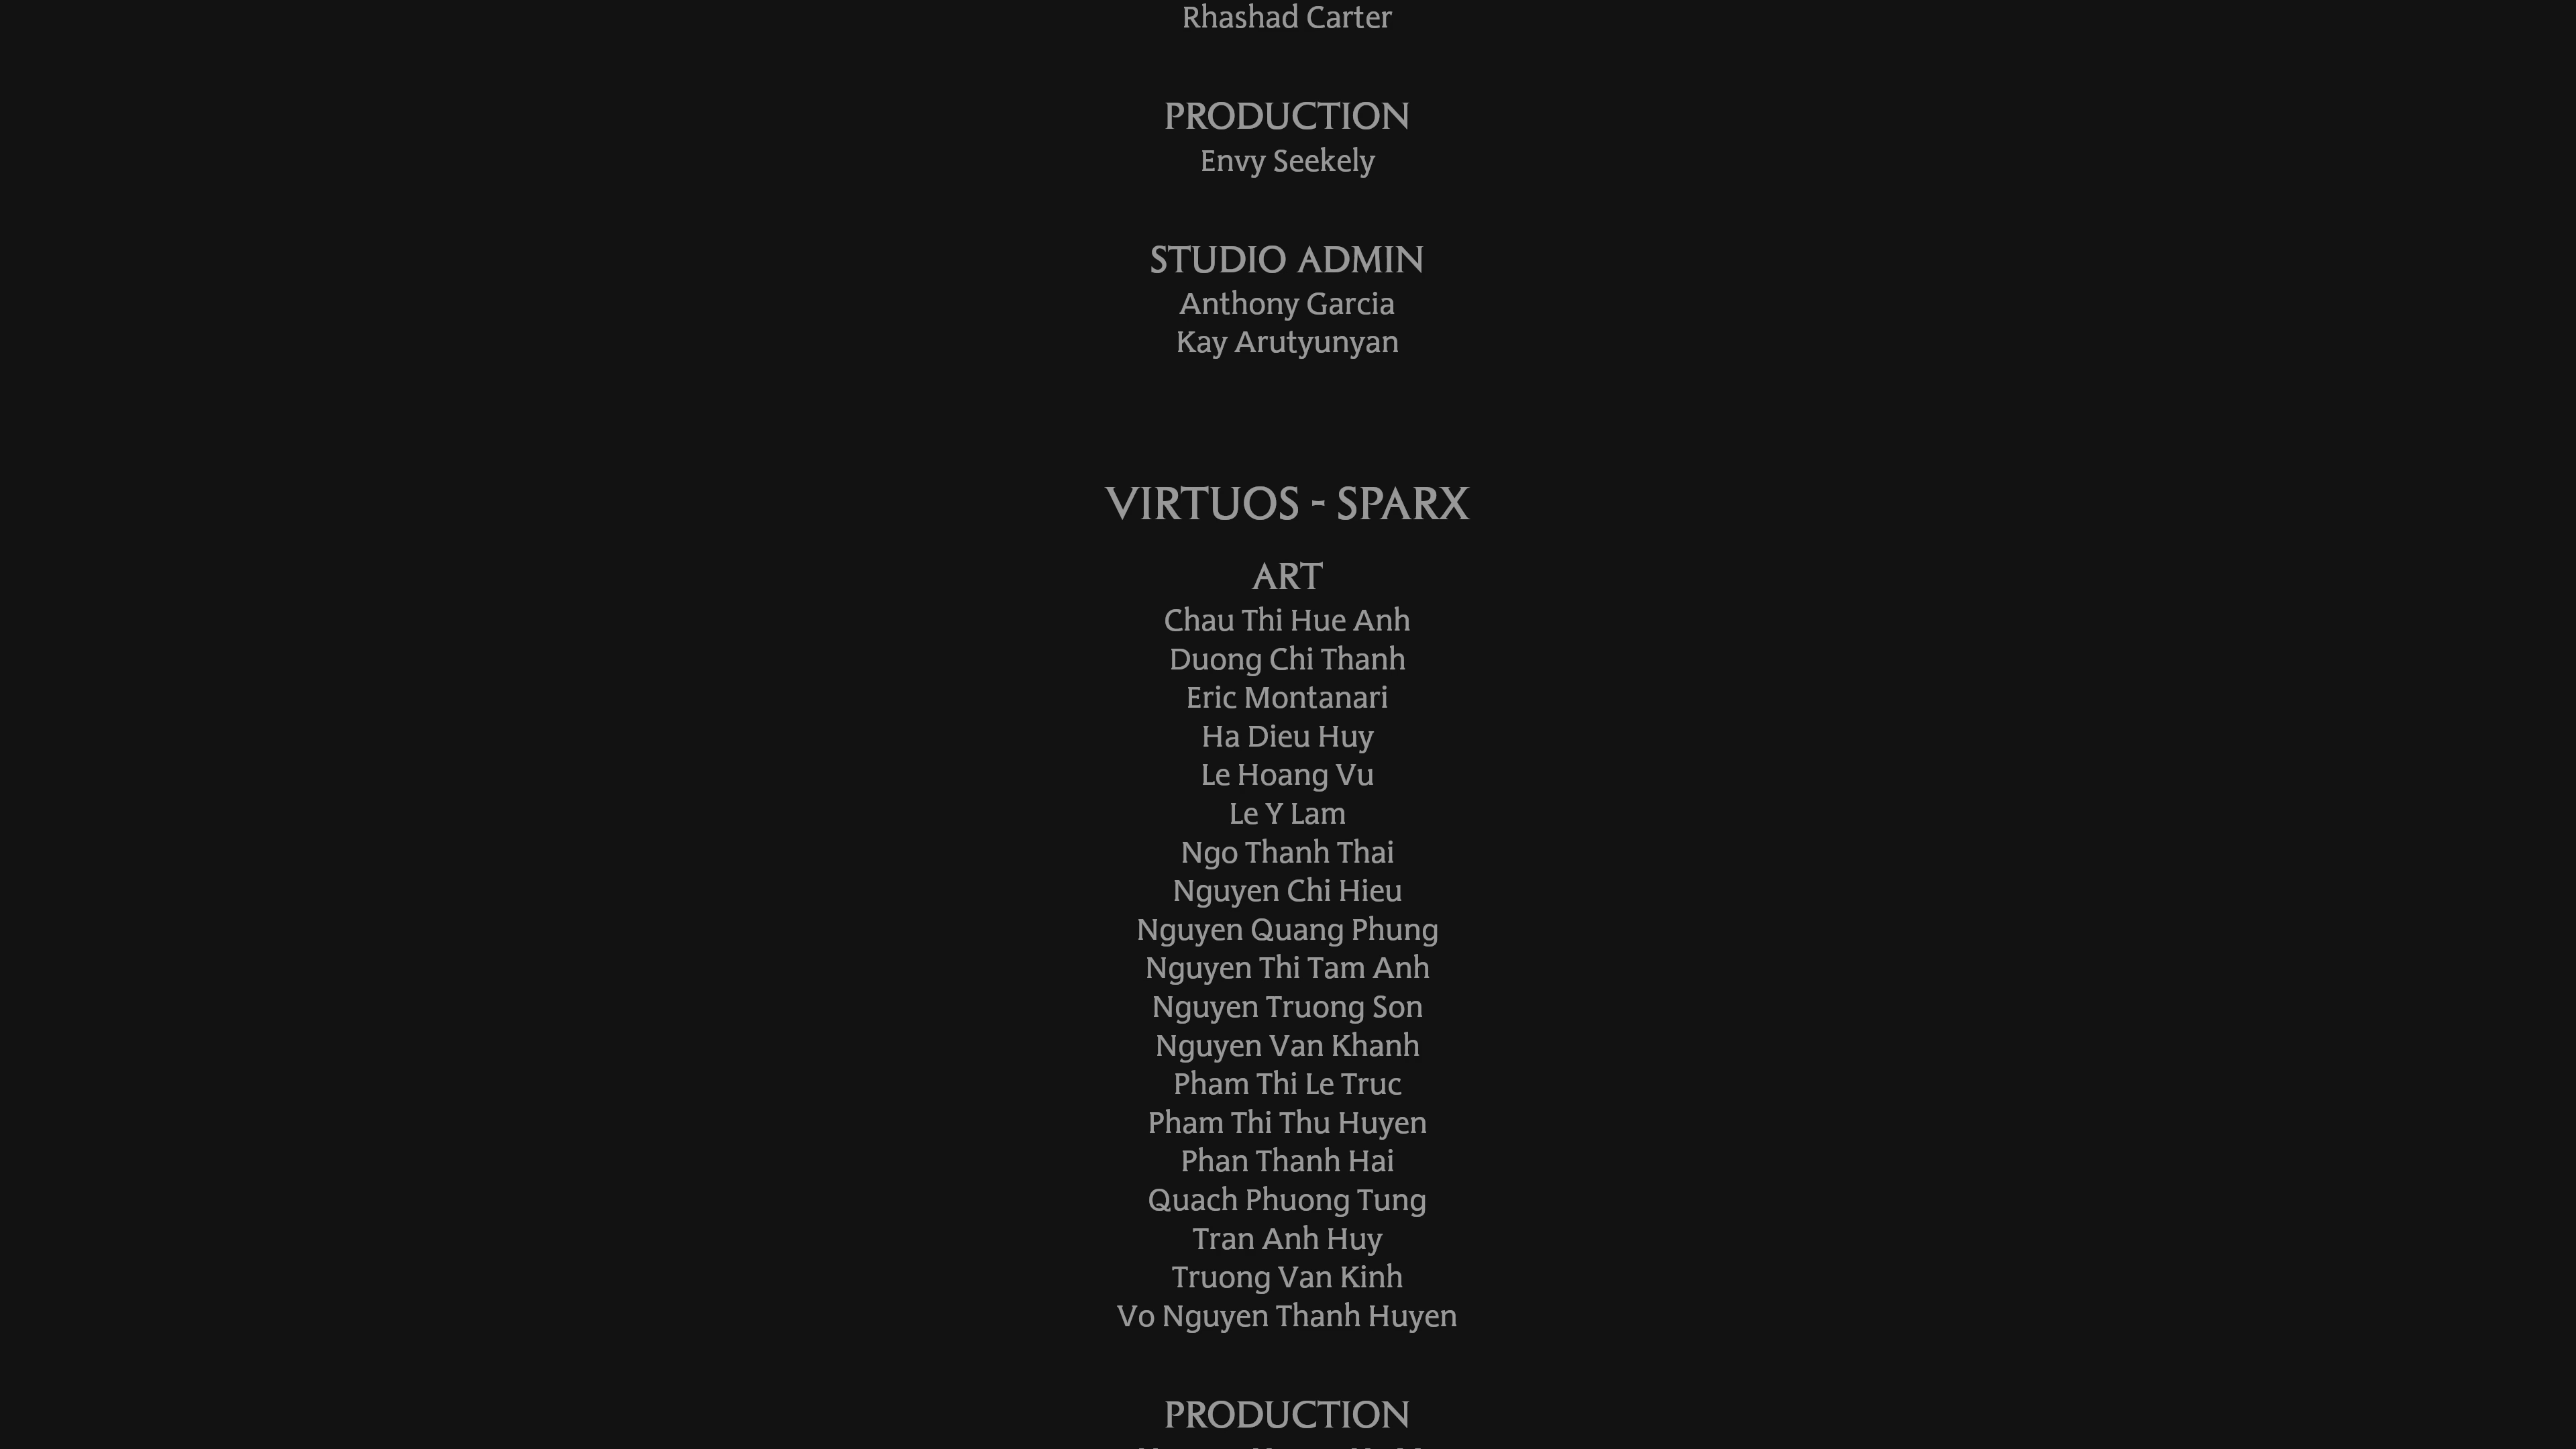 Rhashad Carter
PRODUCTION
Envy Seekely
STUDIO ADMIN
Anthony Garcia
Kay Arutyunyan
VIRTUOS - SPARX
ART
Chau Thi Hue Anh
Duong Chi Thanh
Eric Montanari
Ha Dieu Huy
Le Hoang Vu
Le Y Lam
Ngo Thanh Thai
Nguyen Chi Hieu
Nguyen Quang Phung
Nguyen Thi Tam Anh
Nguyen Truong Son
Nguyen Van Khanh
Pham Thi Le Truc
Pham Thi Thu Huyen
Phan Thanh Hai
Quach Phuong Tung
Tran Anh Huy
Truong Van Kinh
Vo Nguyen Thanh Huyen
PRODUCTION